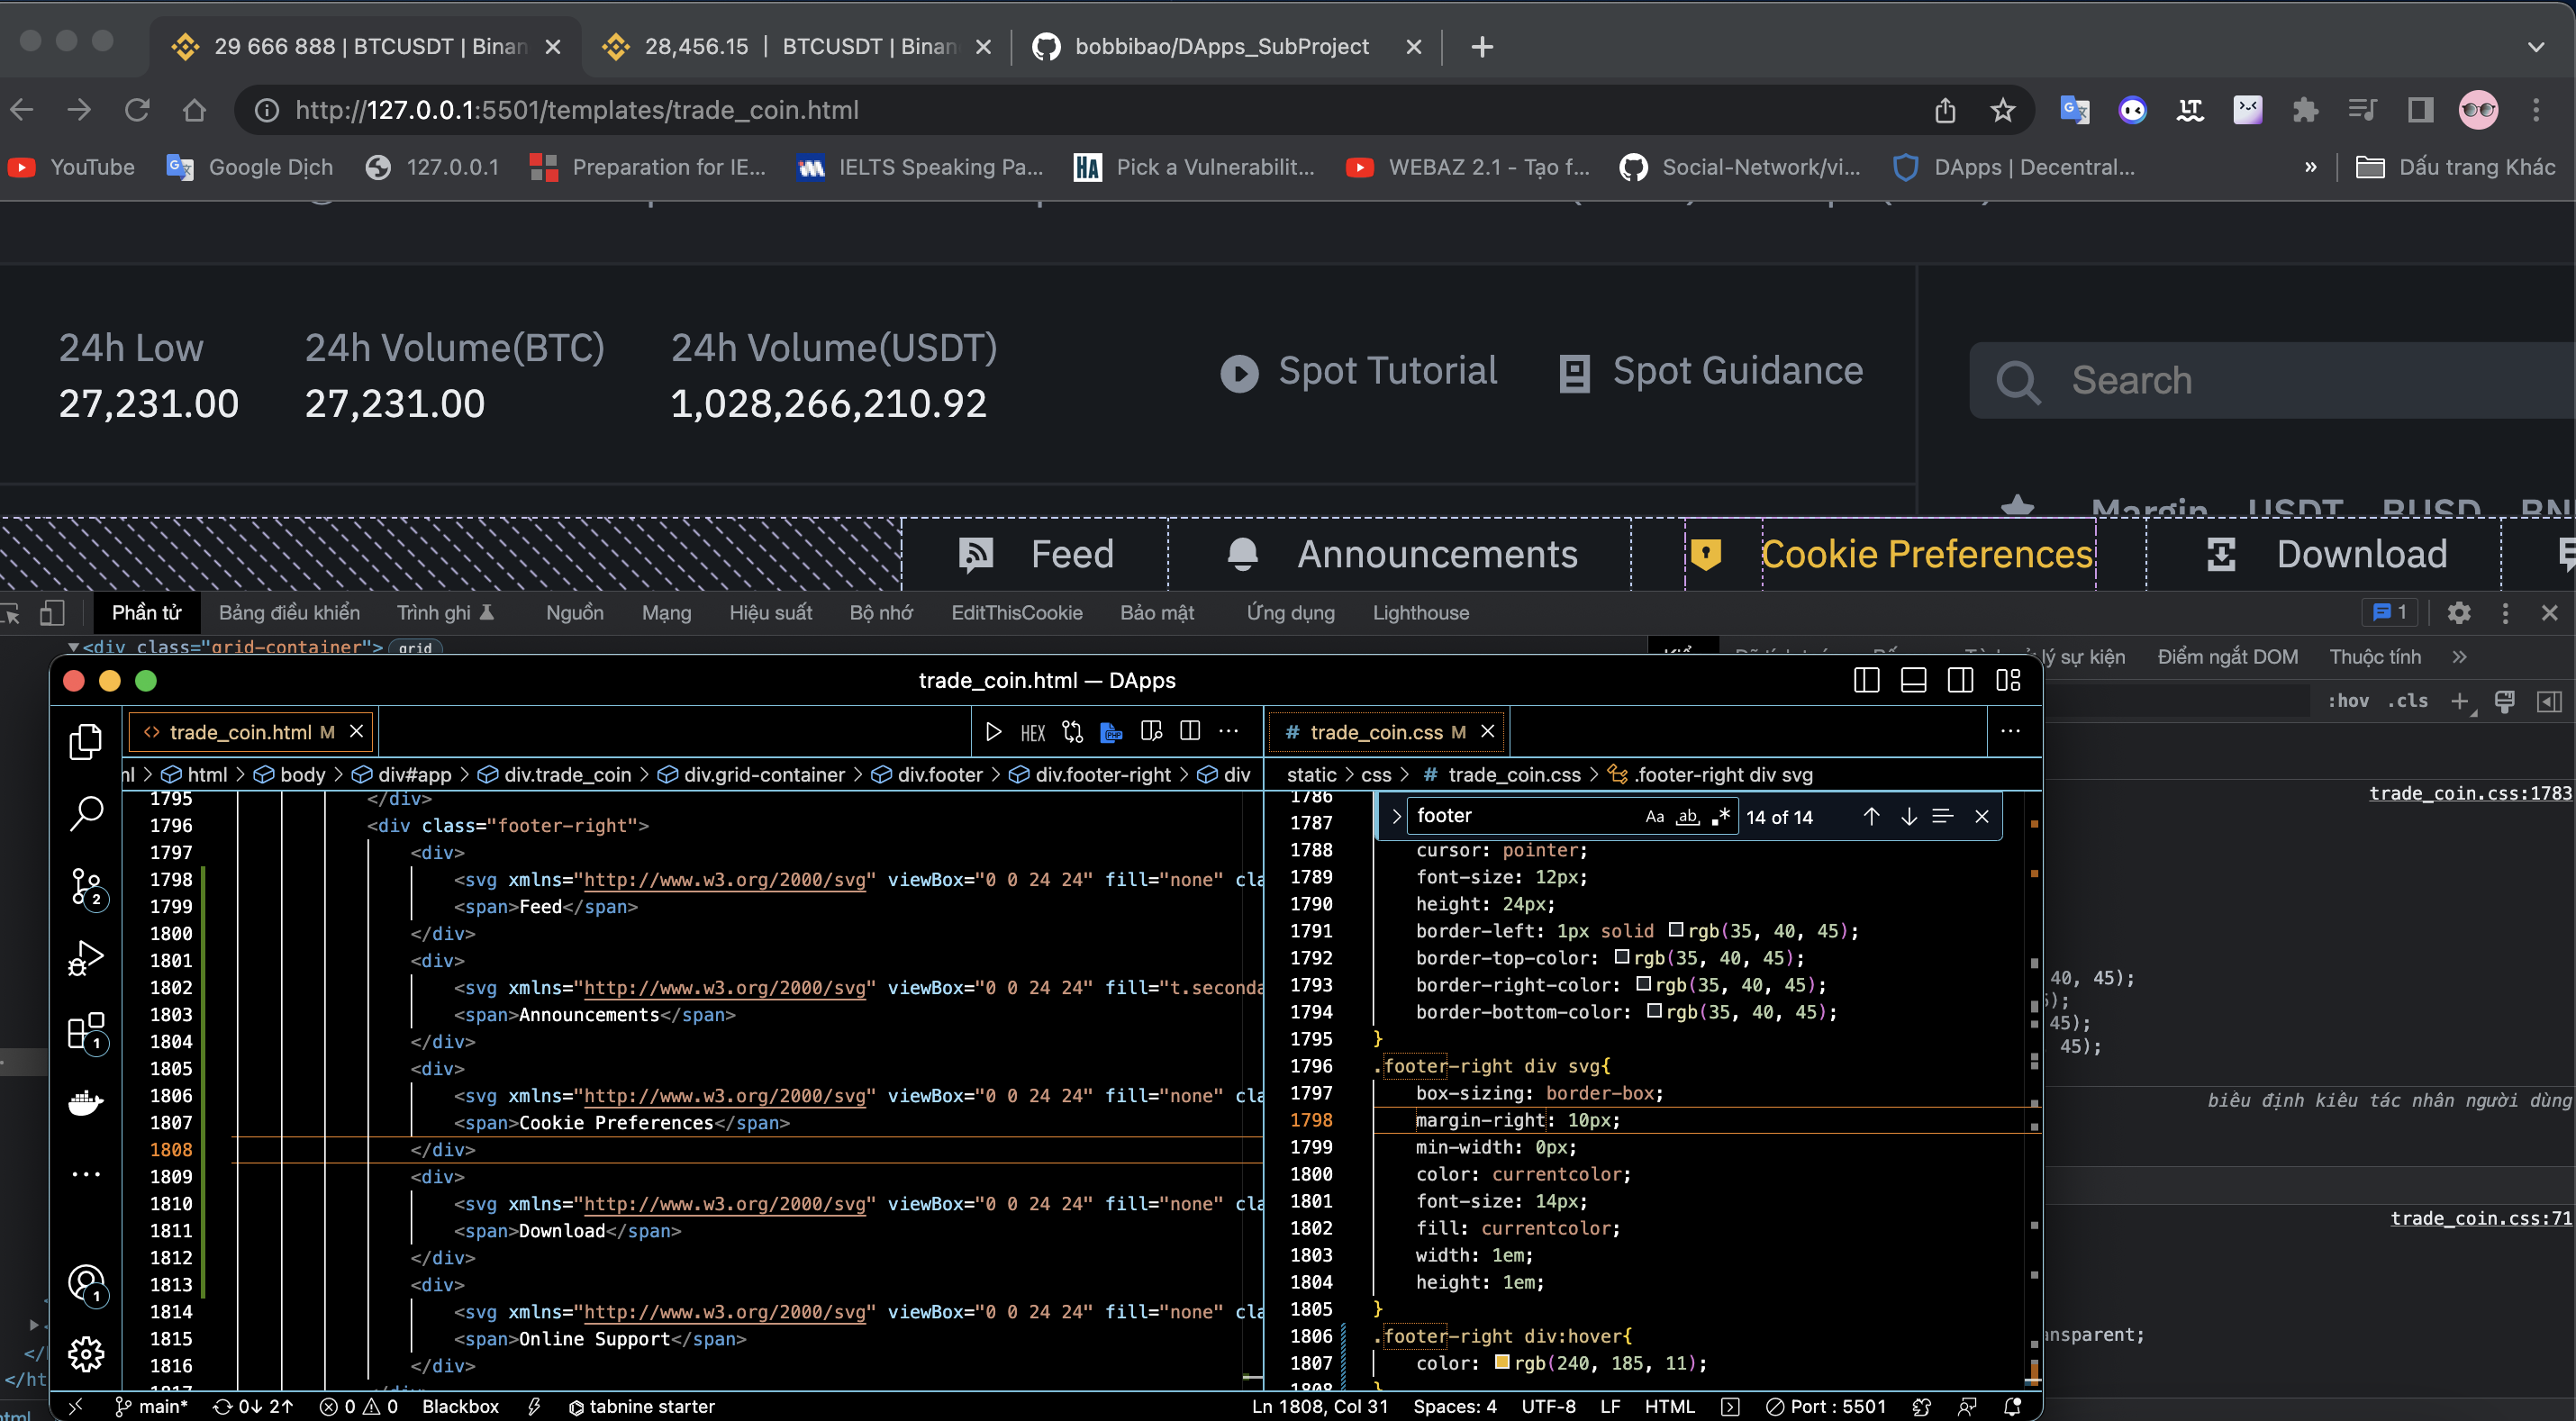 29 666 888 | BTCUSDT | Binan
28,456.15 | BTCUSDT | Binan
bobbibao/DApps_SubProject
http://127.0.0.1:5501/templates/trade_coin.html
YouTube
Google Dịch
127.0.0.1
Preparation for IE...
IELTS Speaking Pa...
HA
Pick a Vulnerabilit...
WEBAZ 2.1 - Tạo f...
Social-Network/vi...
DApps | Decentral...
»
Dấu trang Khác
24h Low
27,231.00
24h Volume(BTC)
27,231.00
24h Volume(USDT)
1,028,266,210.92
Spot Tutorial
Spot Guidance
Search
Margin USDT BUSD BN
Feed
Announcements
Cookie Preferences
Download
Phần tử
Bảng điều khiển
Trình ghi
Nguồn
Mạng
Hiệu suất
Bộ nhớ
EditThisCookie
Bảo mật
Ứng dụng
Lighthouse
1
<div class="grid-container"> grid
lý sự kiện
Điểm ngắt DOM
Thuộc tính
»
:hov .cls
trade_coin.css:1783
40, 45);
45);
45);
biểu định kiểu tác nhân người dùng
trade_coin.css:71
ansparent;
</ht
html
trade_coin.html — DApps
trade_coin.html M
HEX
html > body > div#app > div.trade_coin > div.grid-container > div.footer > div.footer-right > div
1795 </div>
1796 <div class="footer-right">
1797 <div>
1798 <svg xmlns="http://www.w3.org/2000/svg" viewBox="0 0 24 24" fill="none" cla
1799 <span>Feed</span>
1800 </div>
1801 <div>
1802 <svg xmlns="http://www.w3.org/2000/svg" viewBox="0 0 24 24" fill="t.seconda
1803 <span>Announcements</span>
1804 </div>
1805 <div>
1806 <svg xmlns="http://www.w3.org/2000/svg" viewBox="0 0 24 24" fill="none" cla
1807 <span>Cookie Preferences</span>
1808 </div>
1809 <div>
1810 <svg xmlns="http://www.w3.org/2000/svg" viewBox="0 0 24 24" fill="none" cla
1811 <span>Download</span>
1812 </div>
1813 <div>
1814 <svg xmlns="http://www.w3.org/2000/svg" viewBox="0 0 24 24" fill="none" cla
1815 <span>Online Support</span>
1816 </div>
2
1
1
# trade_coin.css M
static > css > # trade_coin.css > .footer-right div svg
footer
Aa ab .*
14 of 14
1786
1787
1788 cursor: pointer;
1789 font-size: 12px;
1790 height: 24px;
1791 border-left: 1px solid rgb(35, 40, 45);
1792 border-top-color: rgb(35, 40, 45);
1793 border-right-color: rgb(35, 40, 45);
1794 border-bottom-color: rgb(35, 40, 45);
1795 }
1796 .footer-right div svg{
1797 box-sizing: border-box;
1798 margin-right: 10px;
1799 min-width: 0px;
1800 color: currentcolor;
1801 font-size: 14px;
1802 fill: currentcolor;
1803 width: 1em;
1804 height: 1em;
1805 }
1806 .footer-right div:hover{
1807 color: rgb(240, 185, 11);
1808 }
main* 0↓ 2↑ 0 0 Blackbox tabnine starter
Ln 1808, Col 31 Spaces: 4 UTF-8 LF HTML Port : 5501